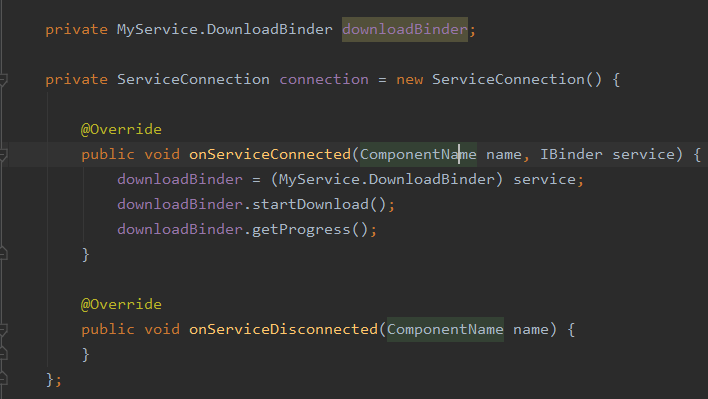 private MyService.DownloadBinder downloadBinder;
private ServiceConnection connection = new ServiceConnection() {
@Override
public void onServiceConnected(ComponentName name, IBinder service) {
downloadBinder = (MyService.DownloadBinder) service;
downloadBinder.startDownload();
downloadBinder.getProgress();
}
@Override
public void onServiceDisconnected(ComponentName name) {
}
};